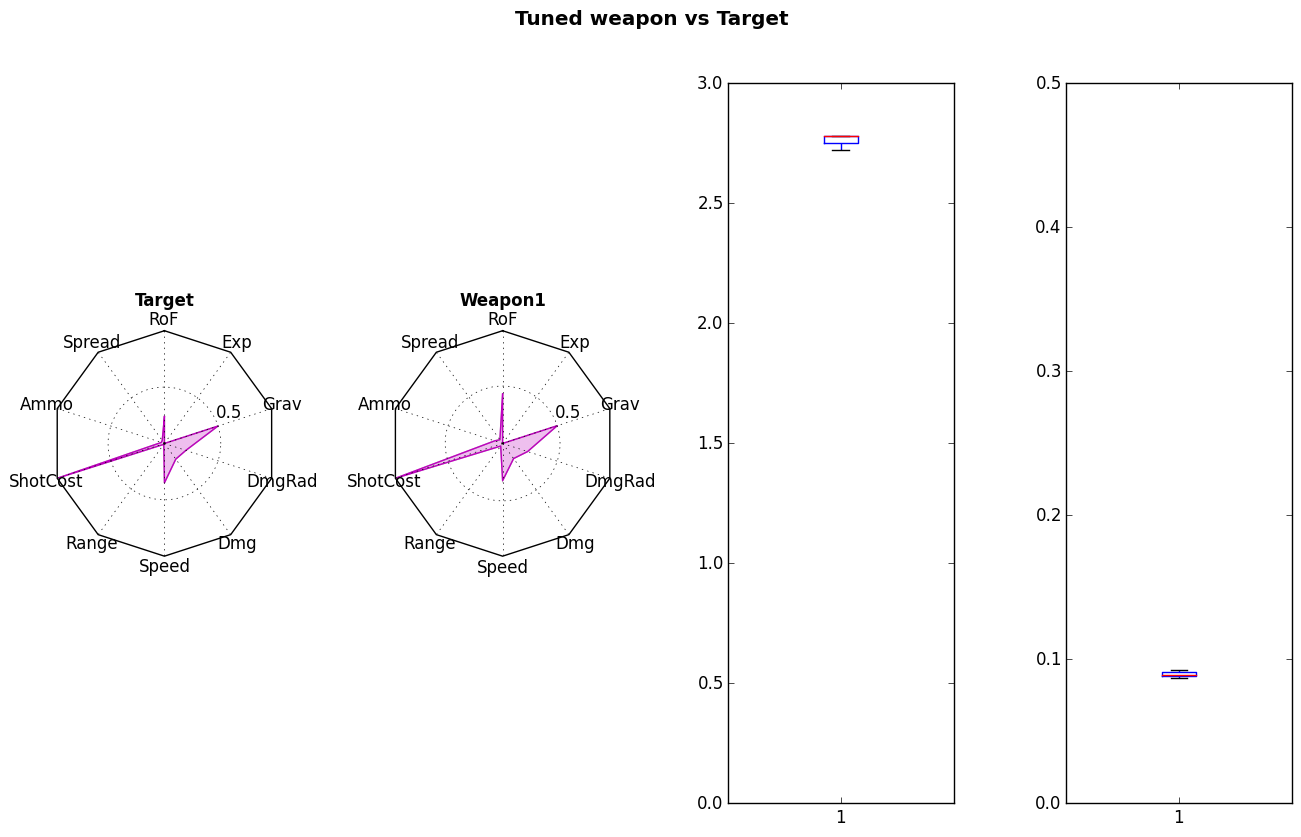 Tuned weapon vs Target
Target
RoF
Exp
Spread
Grav
Ammo
0.5
ShotCost
DmgRad
Range
Dmg
Speed
Weapon1
RoF
Exp
Spread
Grav
Ammo
0.5
ShotCost
DmgRad
Range
Dmg
Speed
3.0
2.5
2.0
1.5
1.0
0.5
0.0
1
0.5
0.4
0.3
0.2
0.1
0.0
1